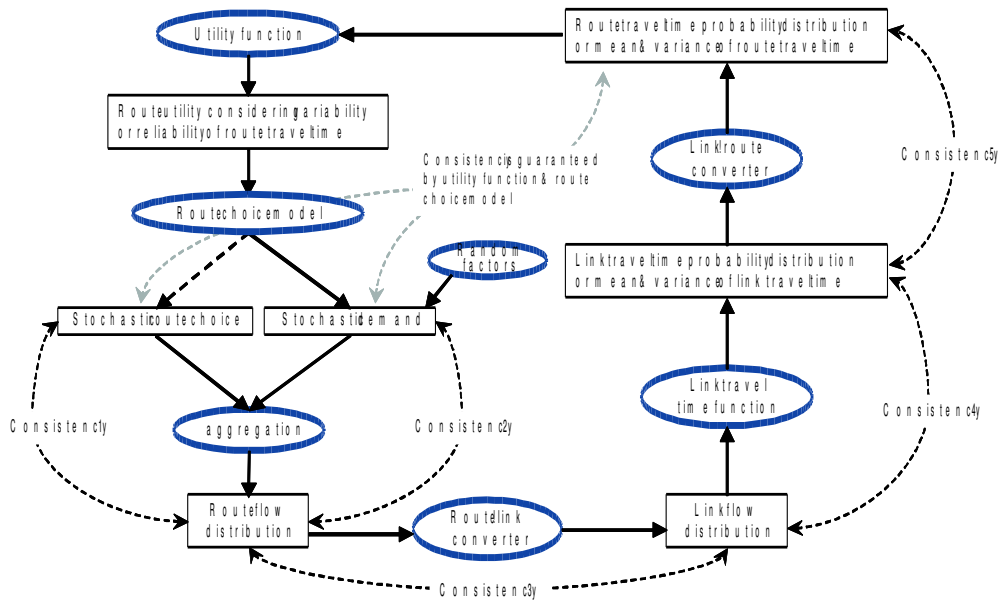 Utility function
Route travel time probability distribution
or mean & variance of route travel time
Route utility considering variability
or reliability of route travel time
Consistency is guaranteed
by utility function & route
choice model
Link/route
converter
Consistency5
Route choice model
Random
factors
Link travel time probability distribution
or mean & variance of link travel time
Stochastic route choice
Stochastic demand
Link travel
time function
Consistency1
aggregation
Consistency2
Consistency4
Route flow
distribution
Route/link
converter
Link flow
distribution
Consistency3